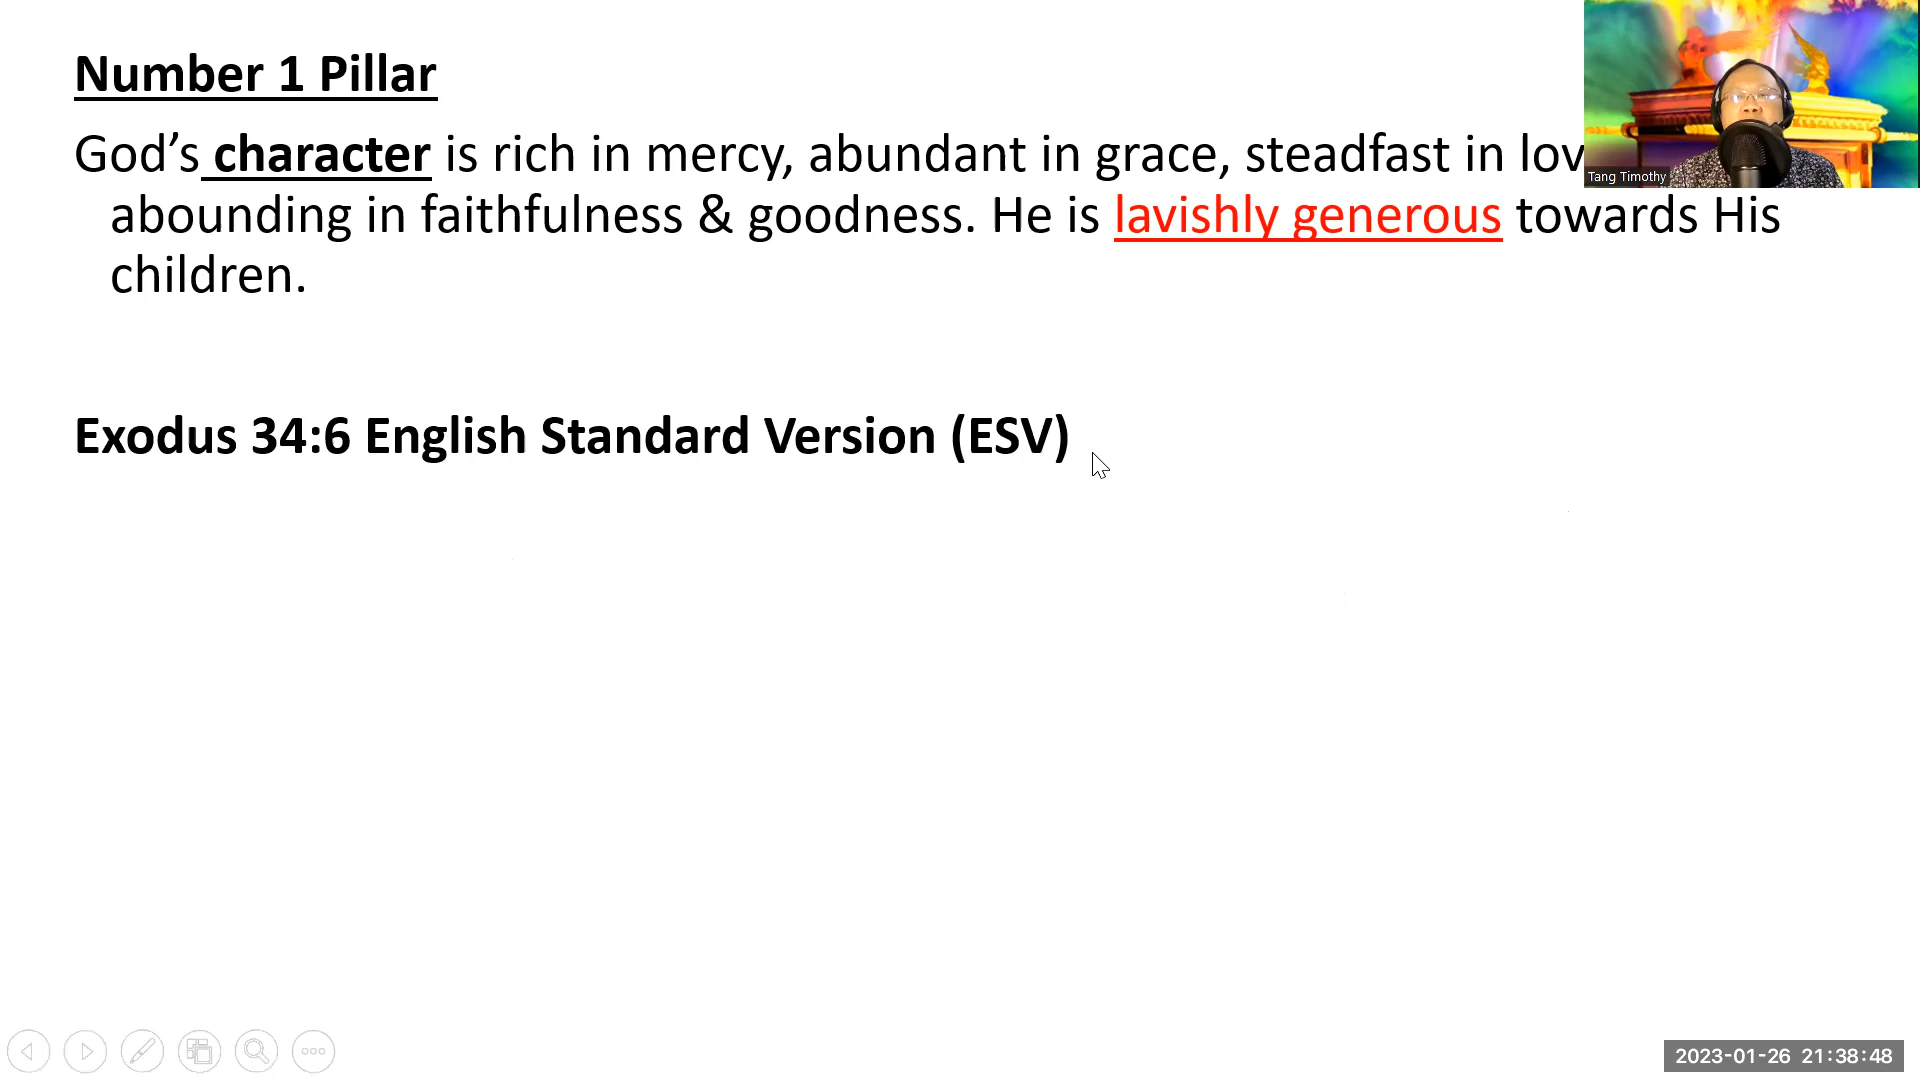 Number 1 Pillar
God’s character is rich in mercy, abundant in grace, steadfast in
abounding in faithfulness & goodness. He is lavishly generous towards His
children.
Exodus 34:6 English Standard Version (ESV)
Tang Timothy
2023-01-26 21:38:48